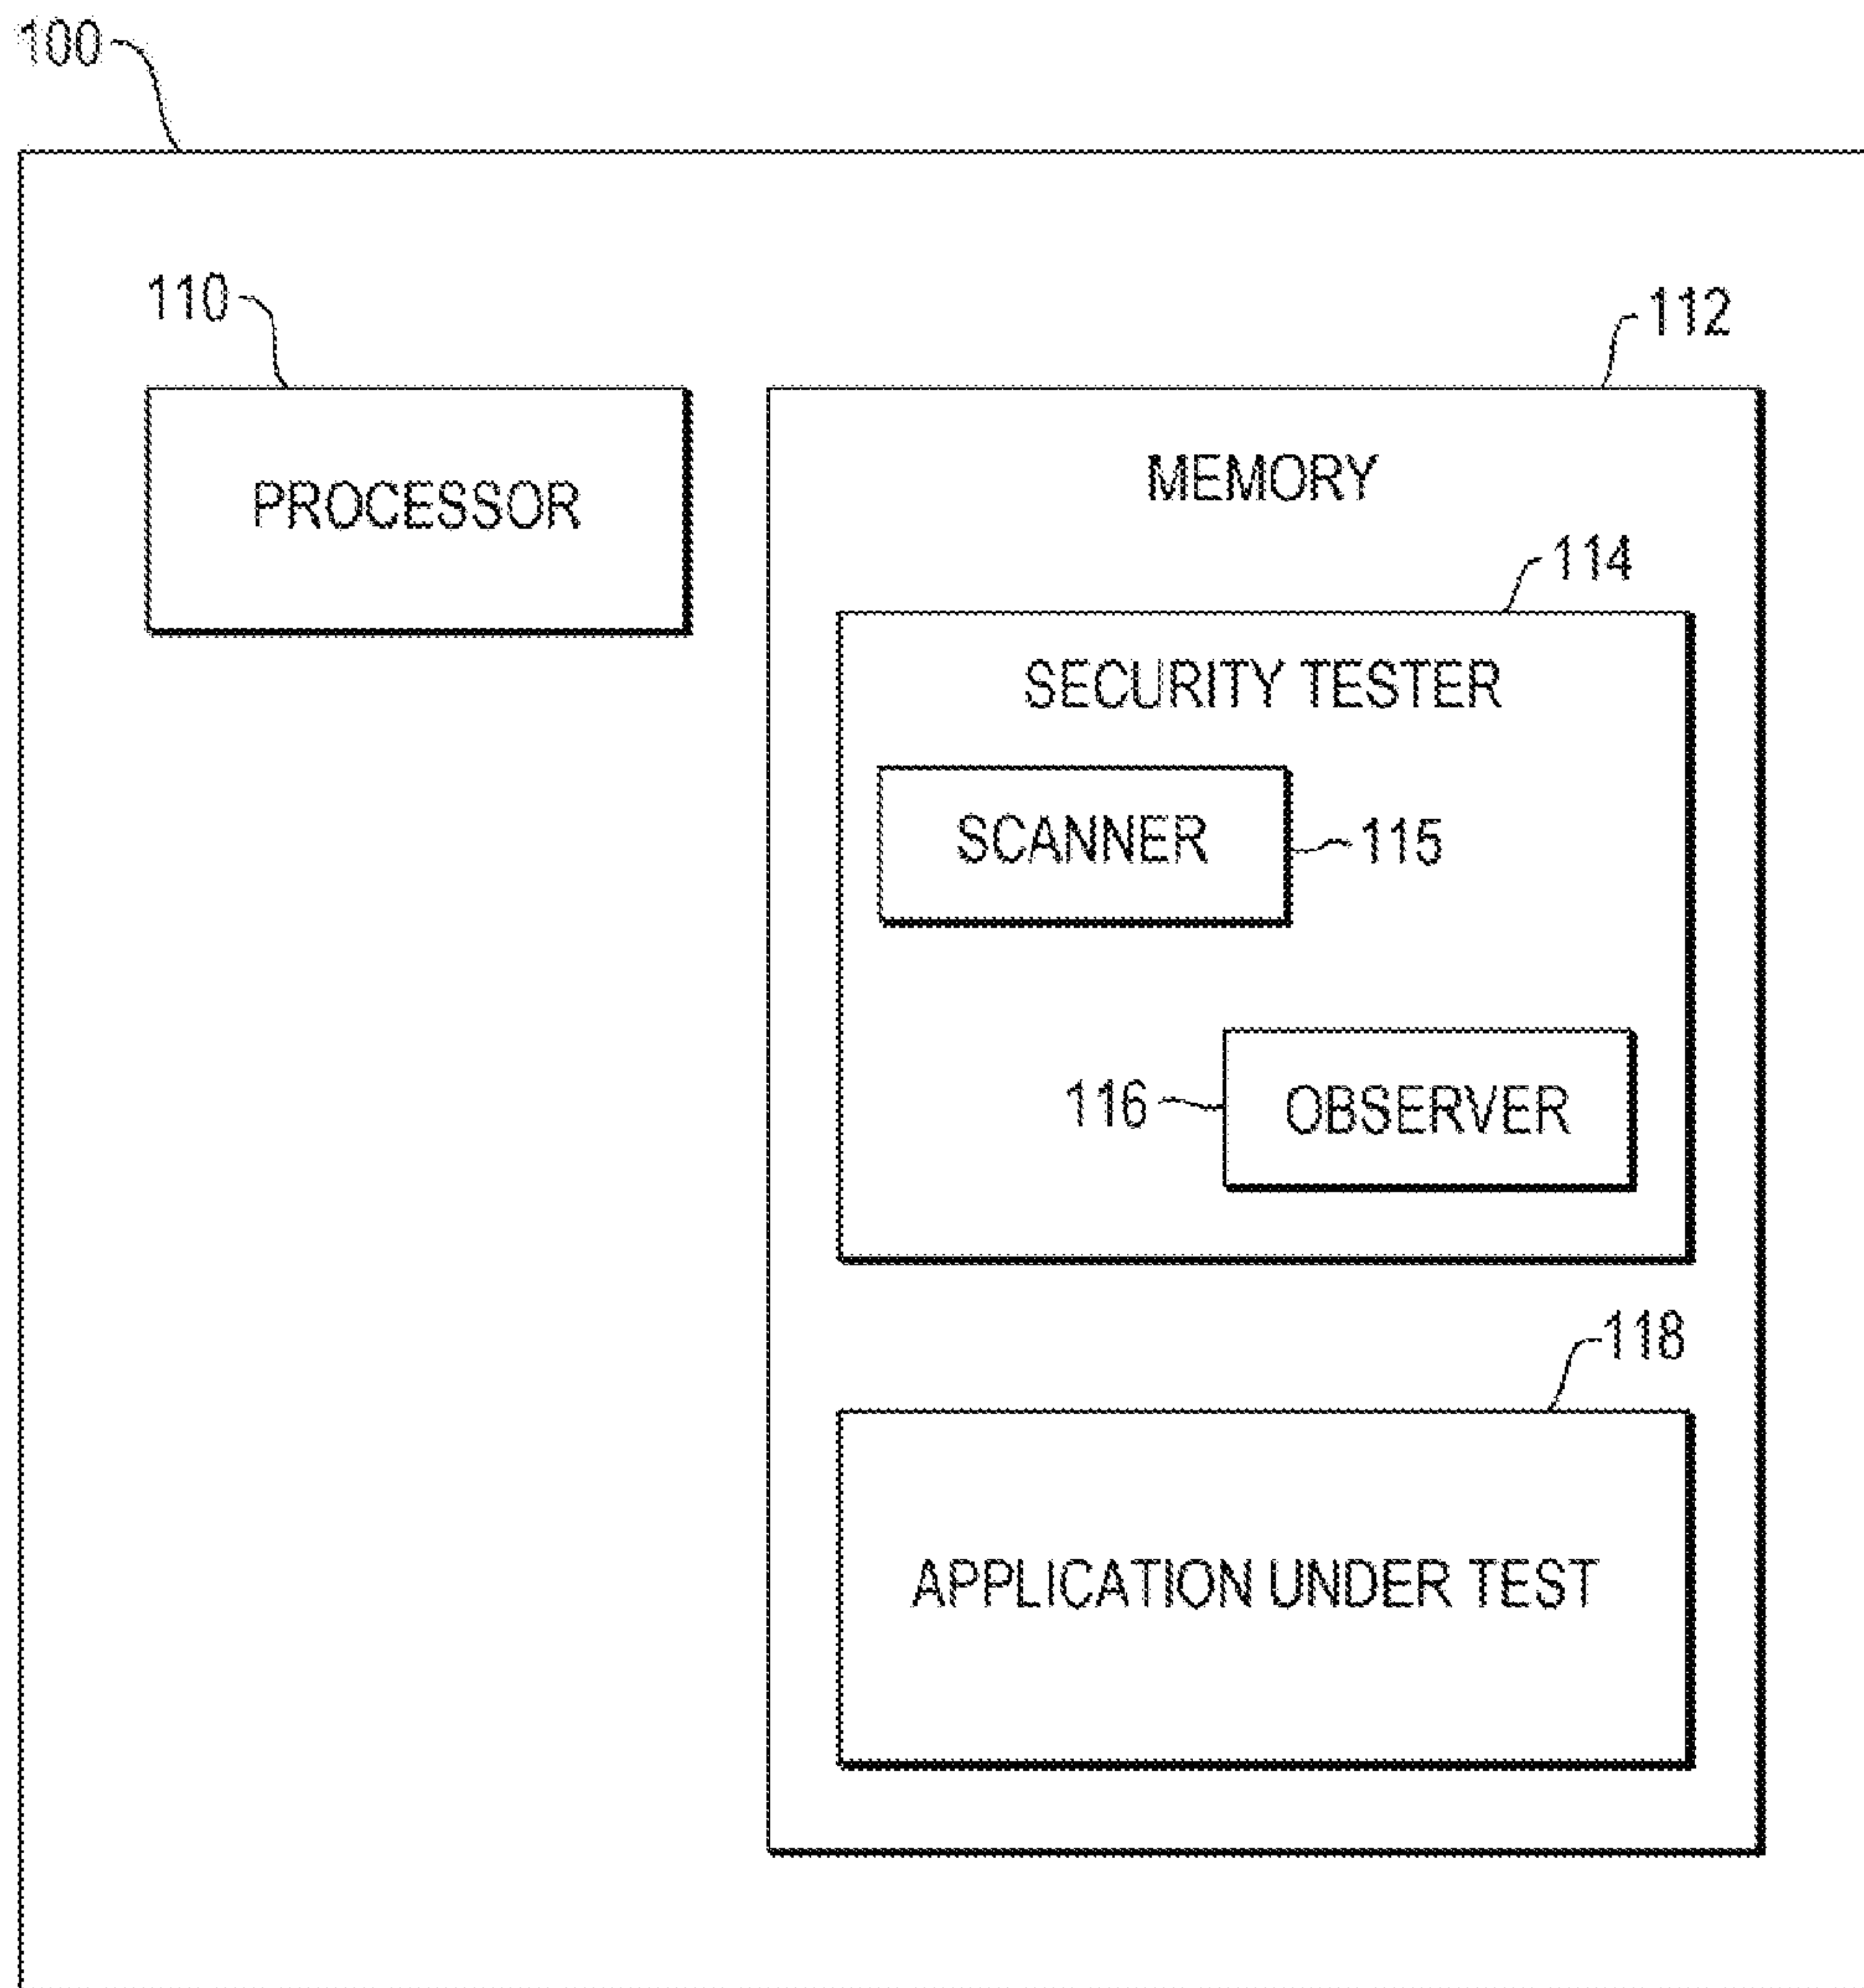 100
110
112
PROCESSOR
MEMORY
114
SECURITY TESTER
SCANNER
115
116
OBSERVER
118
APPLICATION UNDER TEST